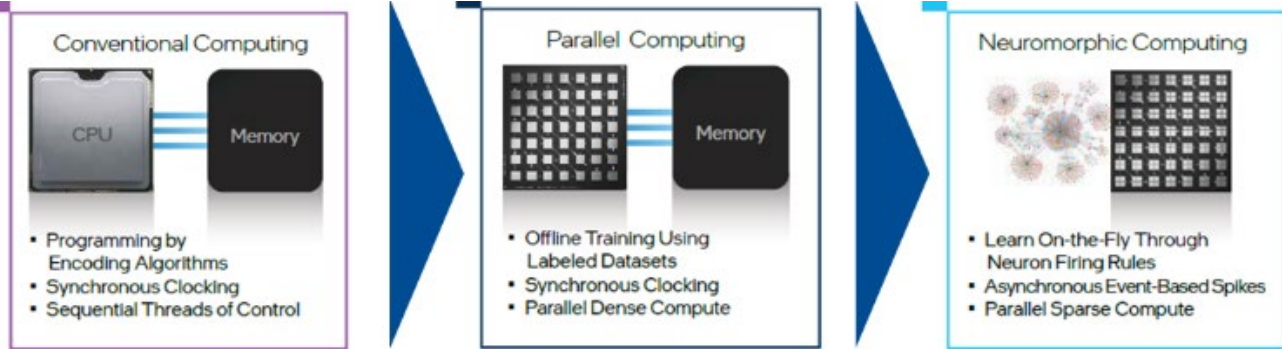 Conventional Computing
CPU
Memory
▪ Programming by
Encoding Algorithms
▪ Synchronous Clocking
▪ Sequential Threads of Control
Parallel Computing
Memory
▪ Offline Training Using
Labeled Datasets
▪ Synchronous Clocking
▪ Parallel Dense Compute
Neuromorphic Computing
▪ Learn On-the-Fly Through
Neuron Firing Rules
▪ Asynchronous Event-Based Spikes
▪ Parallel Sparse Compute